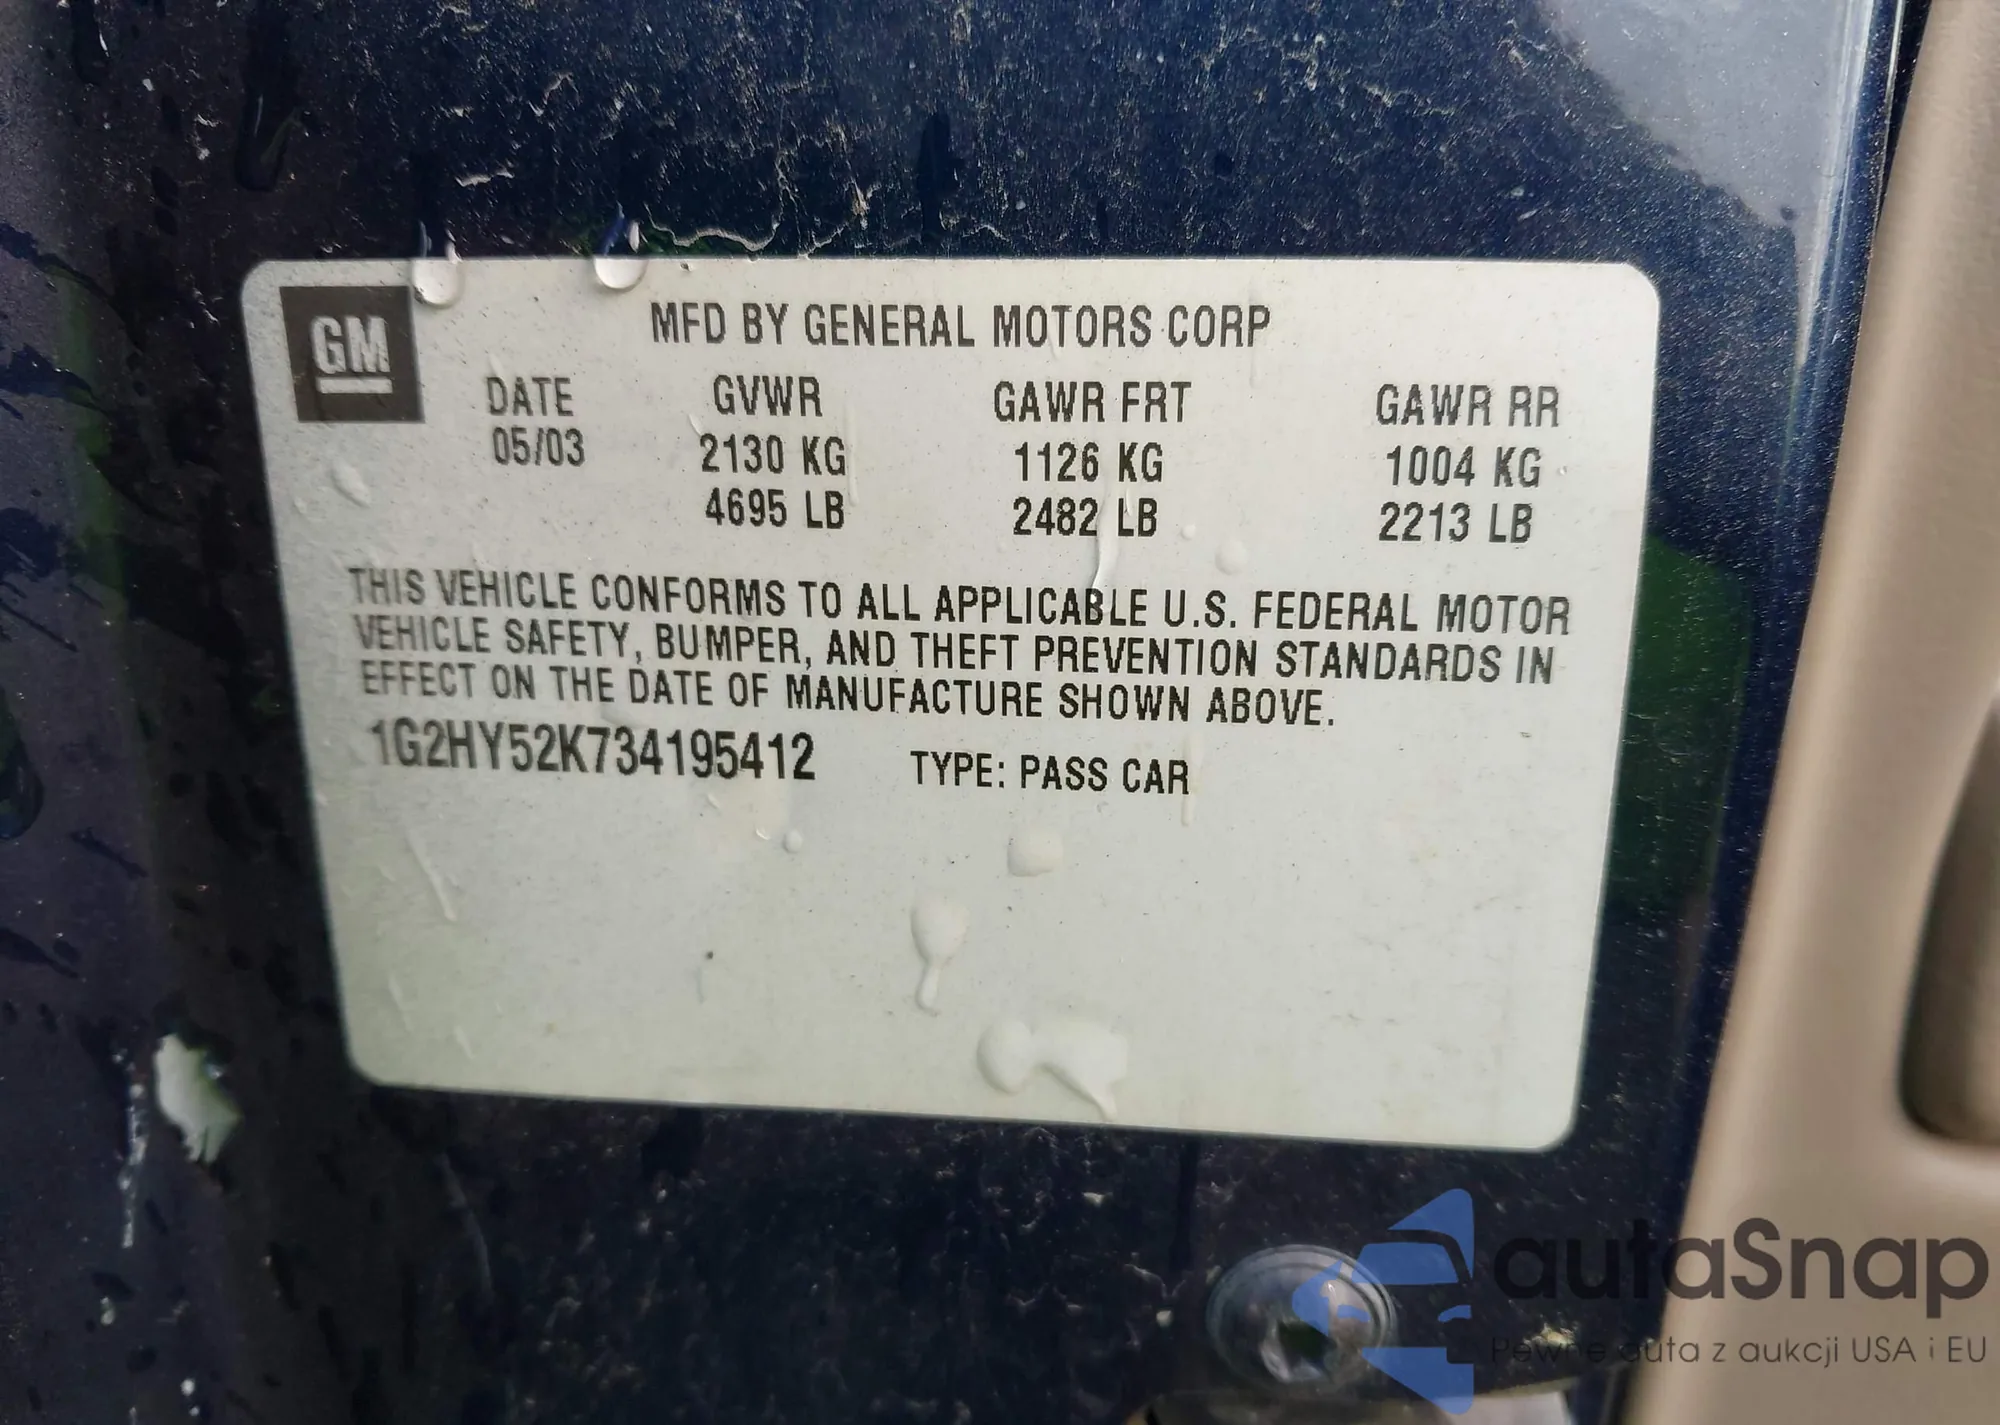 GM
MFD BY GENERAL MOTORS CORP
DATE GVWR GAWR FRT GAWR RR
05/03 2130 KG 1126 KG 1004 KG
4695 LB 2482 LB 2213 LB
THIS VEHICLE CONFORMS TO ALL APPLICABLE U.S. FEDERAL MOTOR
VEHICLE SAFETY, BUMPER, AND THEFT PREVENTION STANDARDS IN
EFFECT ON THE DATE OF MANUFACTURE SHOWN ABOVE.
1G2HY52K734195412 TYPE: PASS CAR
autaSnap
Pewne auta z aukcji USA i EU